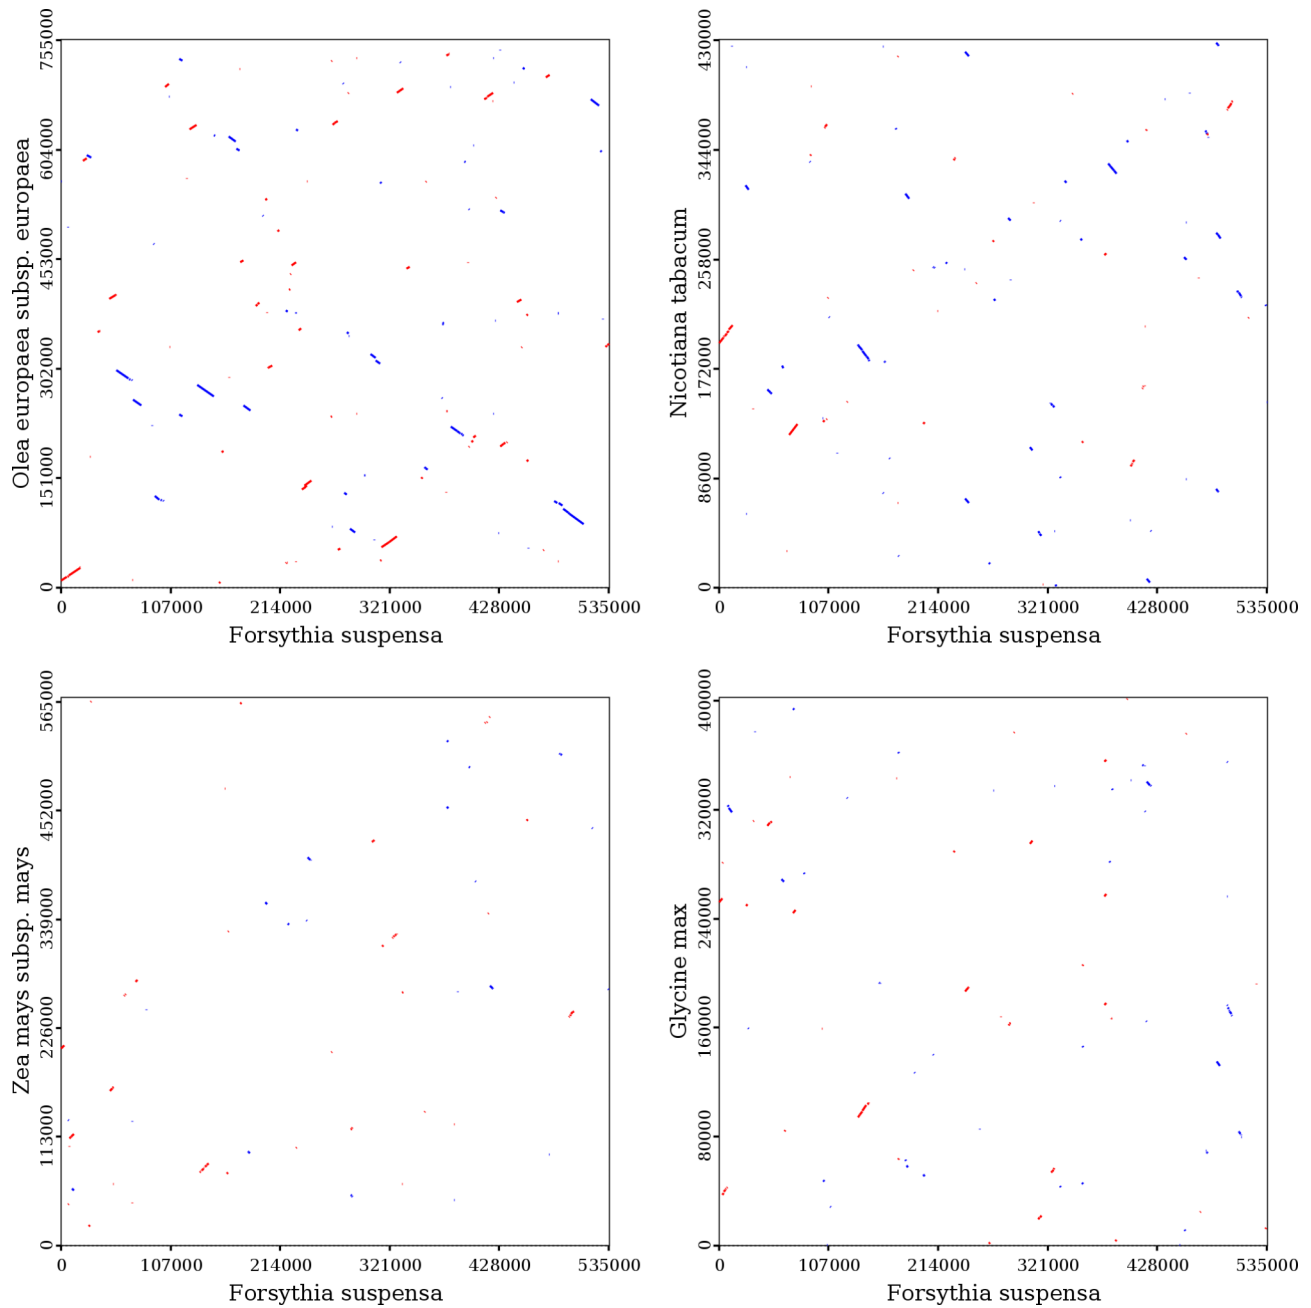 755000
604000
453000
302000
151000
0
Olea europaea subsp. europaea
0 107000 214000 321000 428000 535000
Forsythia suspensa
430000
344000
258000
172000
86000
0
Nicotiana tabacum
0 107000 214000 321000 428000 535000
Forsythia suspensa
565000
452000
339000
226000
113000
0
Zea mays subsp. mays
0 107000 214000 321000 428000 535000
Forsythia suspensa
400000
320000
240000
160000
80000
0
Glycine max
0 107000 214000 321000 428000 535000
Forsythia suspensa